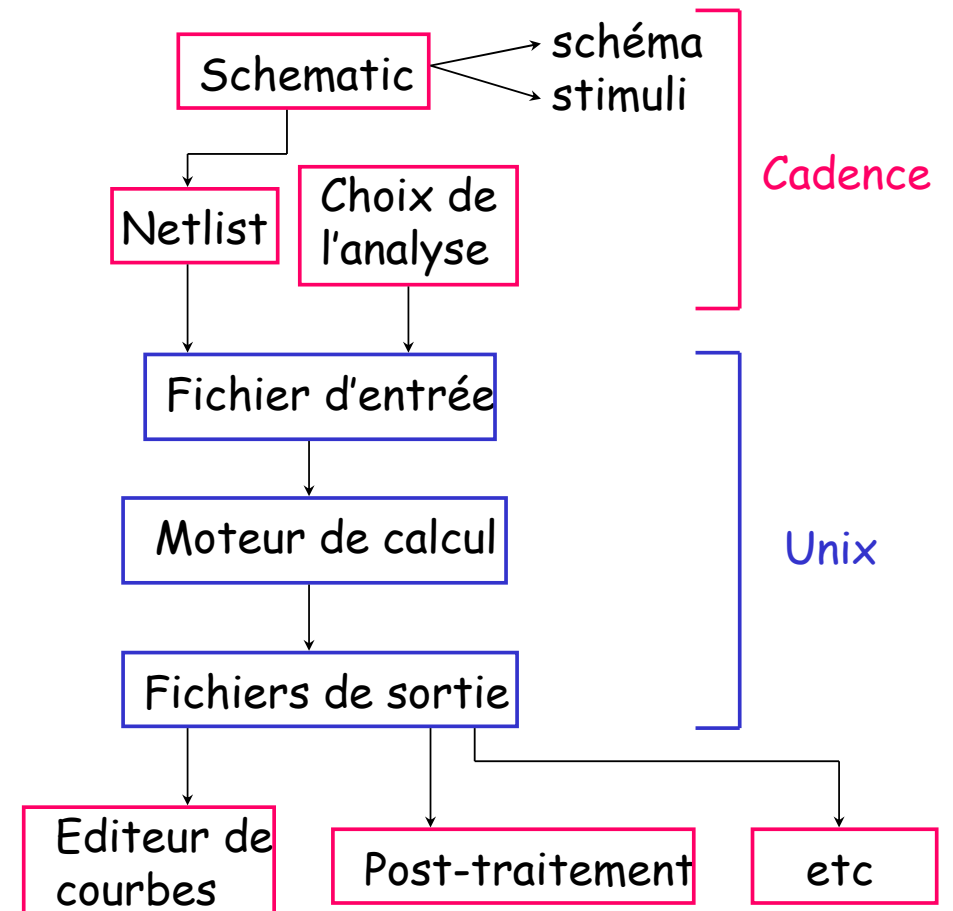 Schematic
schéma
stimuli
Cadence
Netlist
Choix de
l'analyse
Fichier d'entrée
Moteur de calcul
Unix
Fichiers de sortie
Editeur de
courbes
Post-traitement
etc